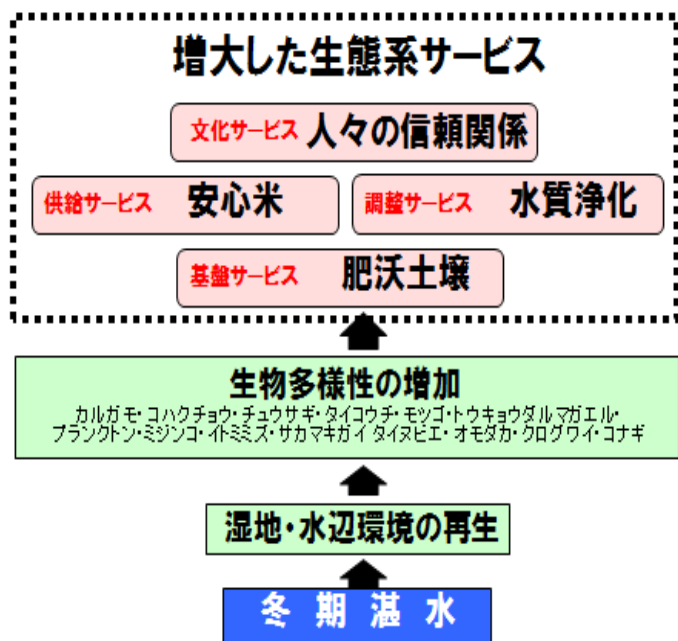 増大した生態系サービス
文化サービス 人々の信頼関係
供給サービス 安心米
調整サービス 水質浄化
基盤サービス 肥沃土壌
生物多様性の増加
カルガモ・コハクチョウ・チュウサギ・タイコウチ・モツゴ・トウキョウダルマガエル・
プランクトン・ミジンコ・イトミミズ・サカマキガイ タイヌビエ・オモダカ・クログワイ・コナギ
湿地・水辺環境の再生
冬期湛水